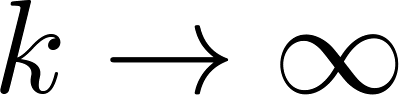 k → ∞